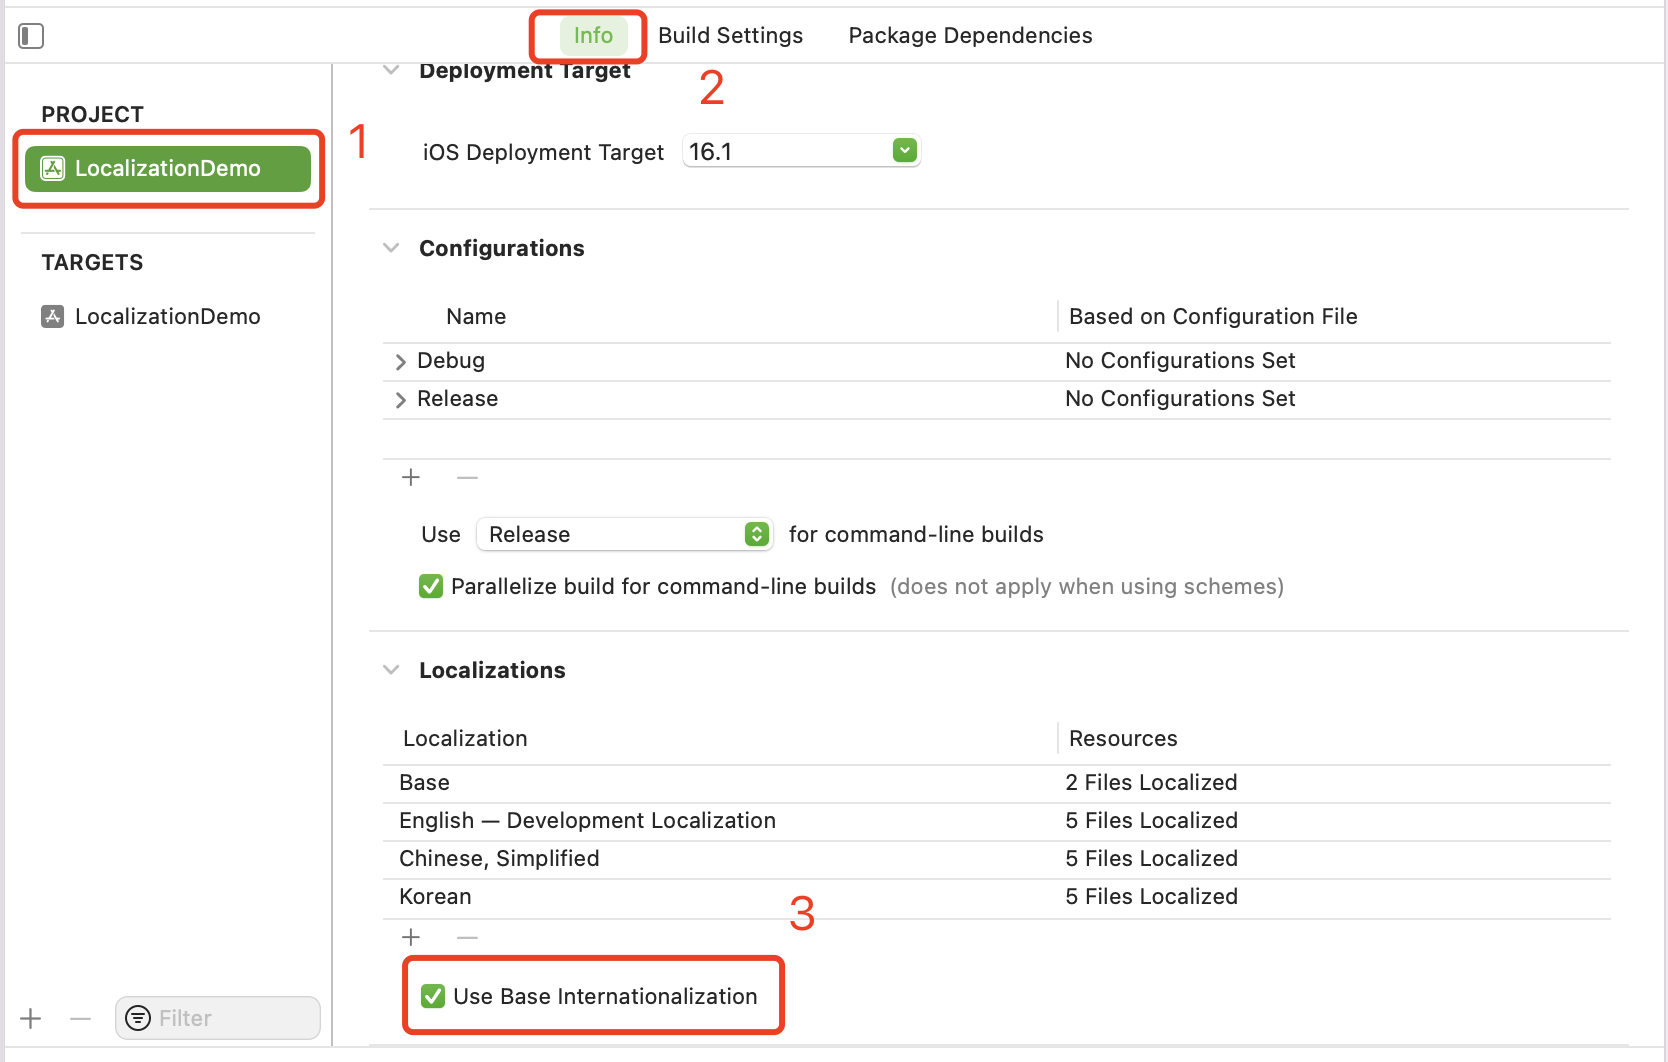 Info Build Settings Package Dependencies
Deployment Target
2
PROJECT
1
LocalizationDemo
iOS Deployment Target 16.1
TARGETS
LocalizationDemo
Configurations
Name Based on Configuration File
Debug No Configurations Set
Release No Configurations Set
Use Release for command-line builds
Parallelize build for command-line builds (does not apply when using schemes)
Localizations
Localization Resources
Base 2 Files Localized
English — Development Localization 5 Files Localized
Chinese, Simplified 5 Files Localized
Korean 5 Files Localized
3
Use Base Internationalization
Filter